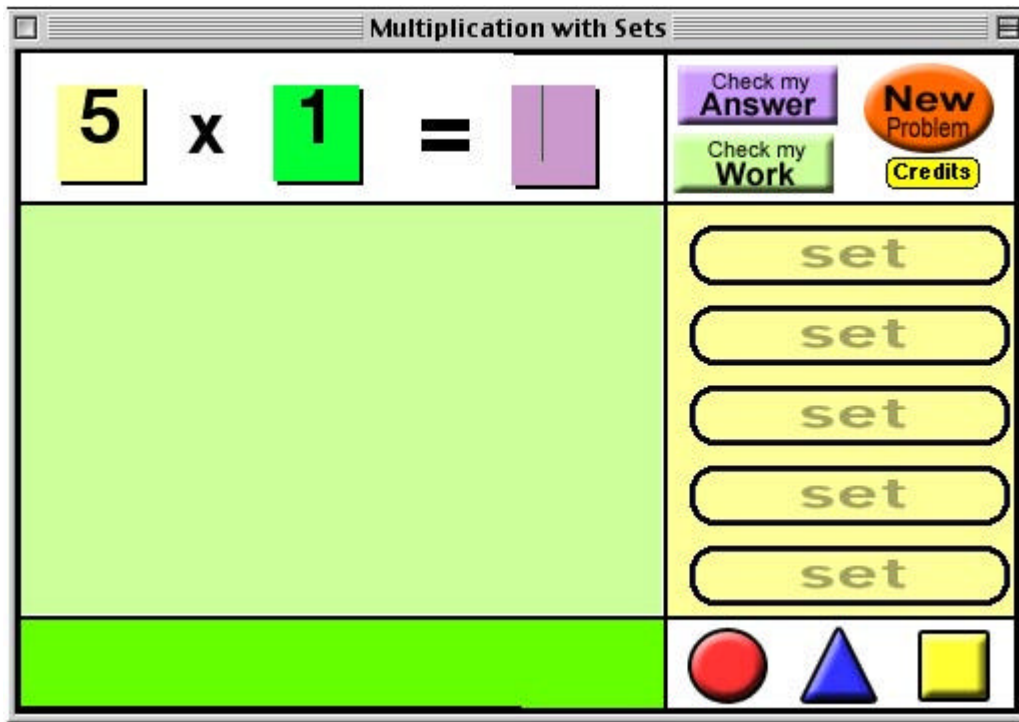 Multiplication with Sets
5 x 1 =
Check my
Answer
Check my
Work
New
Problem
Credits
set
set
set
set
set